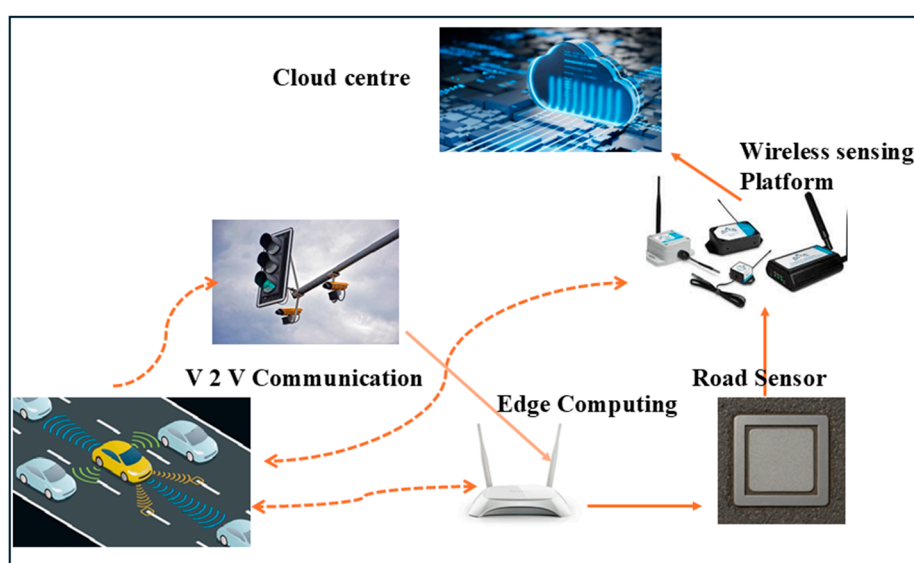 Cloud centre
Wireless sensing
Platform
V 2 V Communication
Road Sensor
Edge Computing